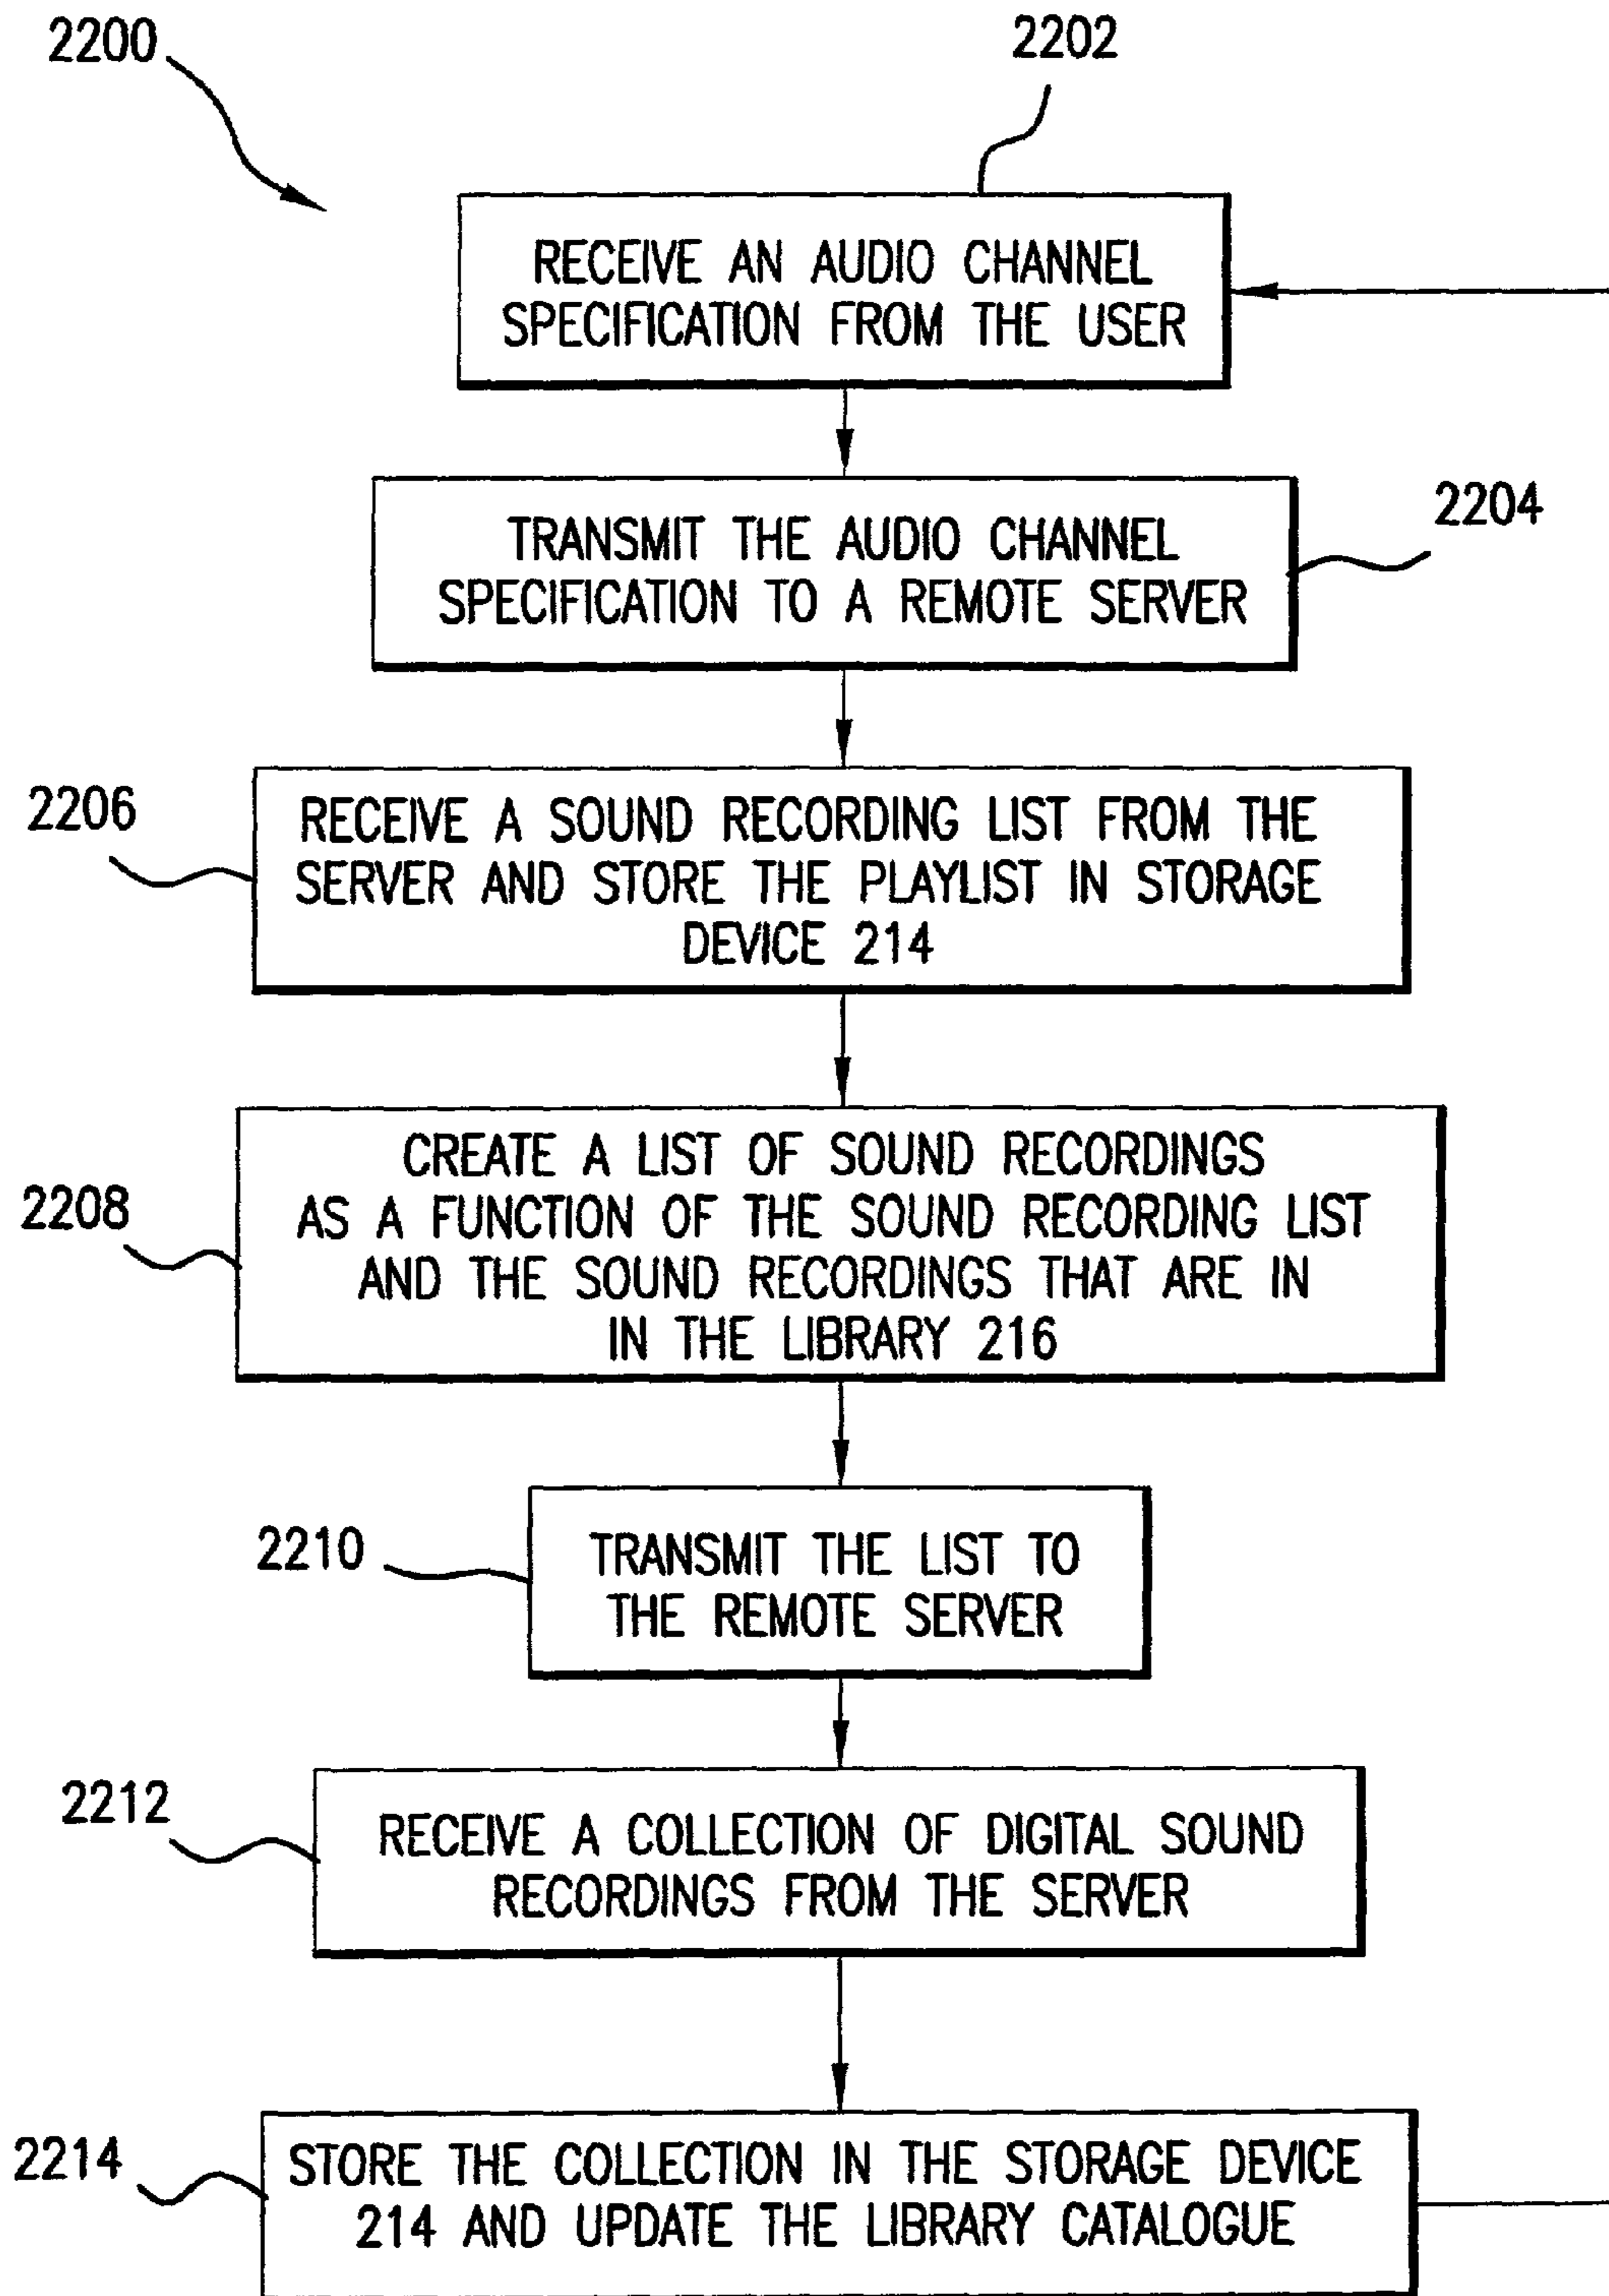 2200
2202
RECEIVE AN AUDIO CHANNEL
SPECIFICATION FROM THE USER
TRANSMIT THE AUDIO CHANNEL
SPECIFICATION TO A REMOTE SERVER
2204
2206
RECEIVE A SOUND RECORDING LIST FROM THE
SERVER AND STORE THE PLAYLIST IN STORAGE
DEVICE 214
2208
CREATE A LIST OF SOUND RECORDINGS
AS A FUNCTION OF THE SOUND RECORDING LIST
AND THE SOUND RECORDINGS THAT ARE IN
IN THE LIBRARY 216
2210
TRANSMIT THE LIST TO
THE REMOTE SERVER
2212
RECEIVE A COLLECTION OF DIGITAL SOUND
RECORDINGS FROM THE SERVER
2214
STORE THE COLLECTION IN THE STORAGE DEVICE
214 AND UPDATE THE LIBRARY CATALOGUE